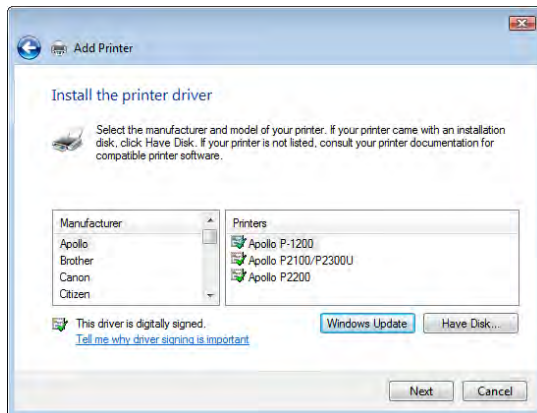 Add Printer
Install the printer driver
Select the manufacturer and model of your printer. If your printer came with an installation
disk, click Have Disk. If your printer is not listed, consult your printer documentation for
compatible printer software.
Manufacturer
Apollo
Brother
Canon
Citizen
Printers
Apollo P-1200
Apollo P2100/P2300U
Apollo P2200
This driver is digitally signed.
Tell me why driver signing is important
Windows Update
Have Disk...
Next
Cancel